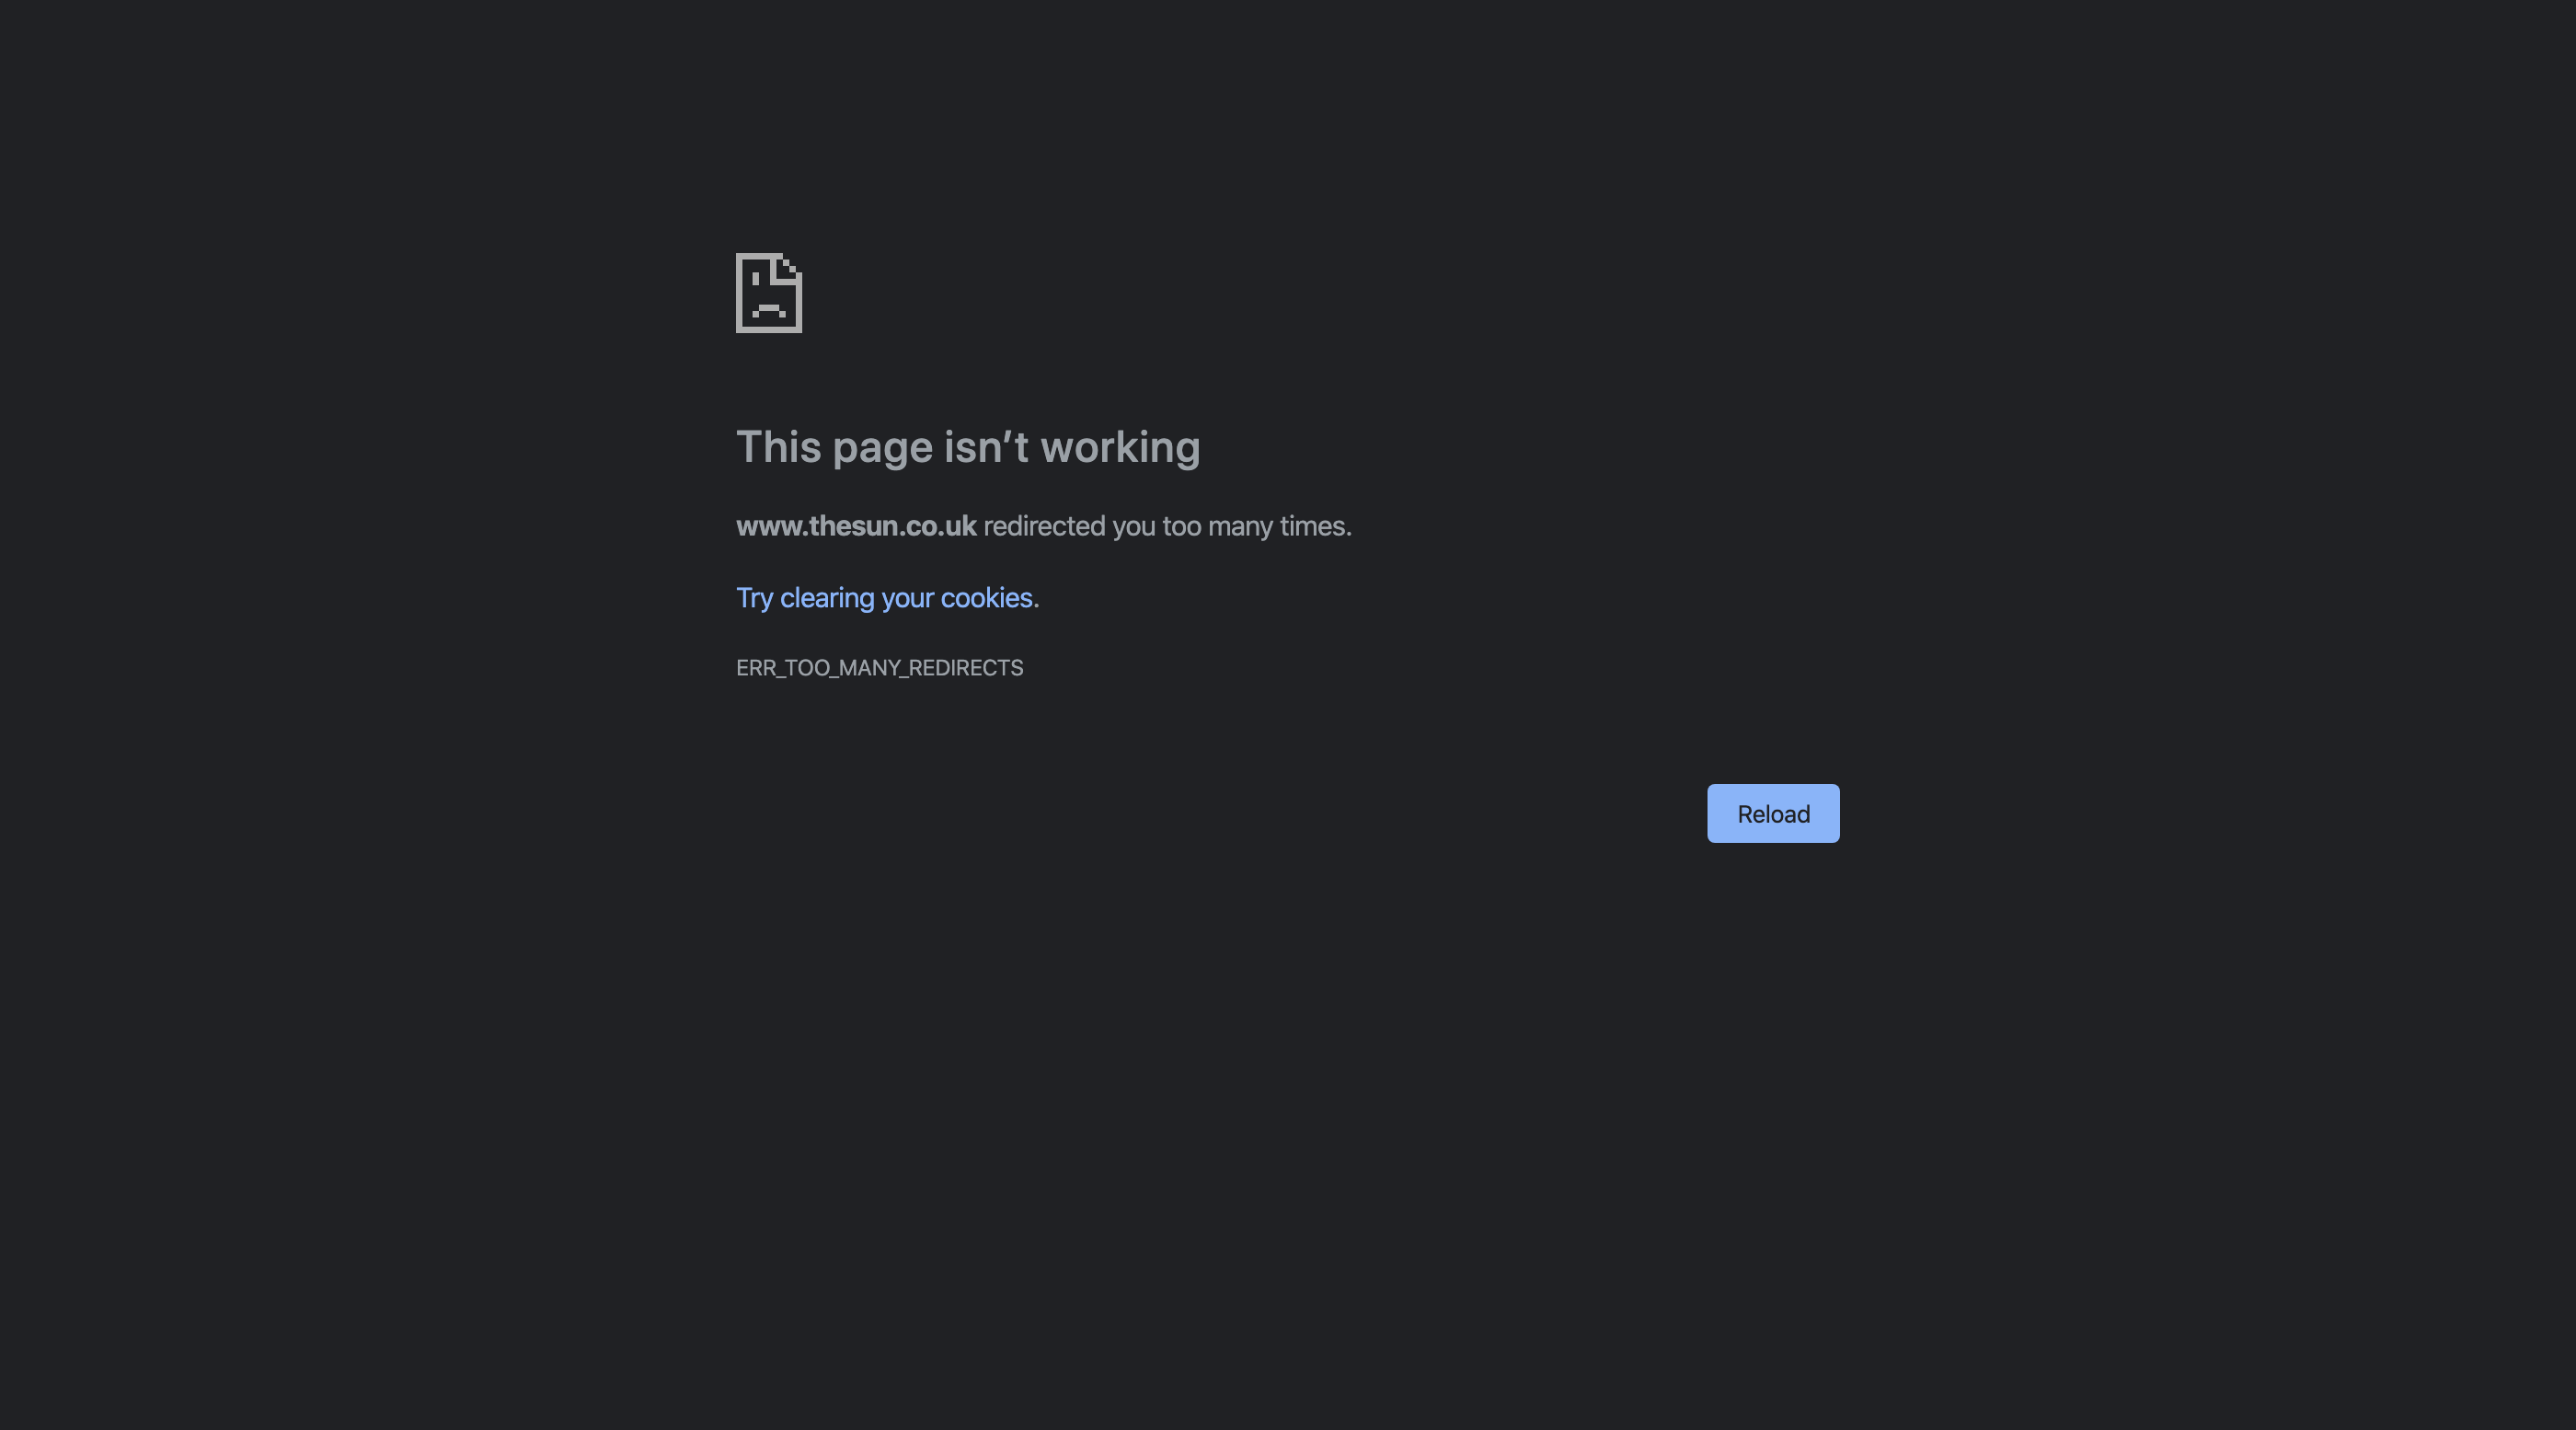 This page isn’t working
www.thesun.co.uk redirected you too many times.
Try clearing your cookies.
ERR_TOO_MANY_REDIRECTS
Reload